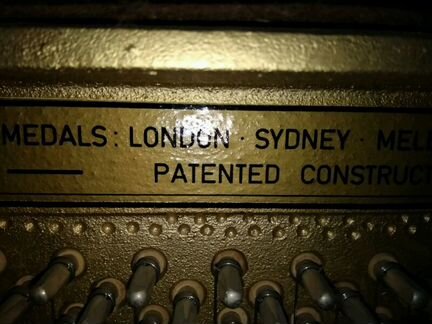 MEDALS: LONDON · SYDNEY ·
PATENTED